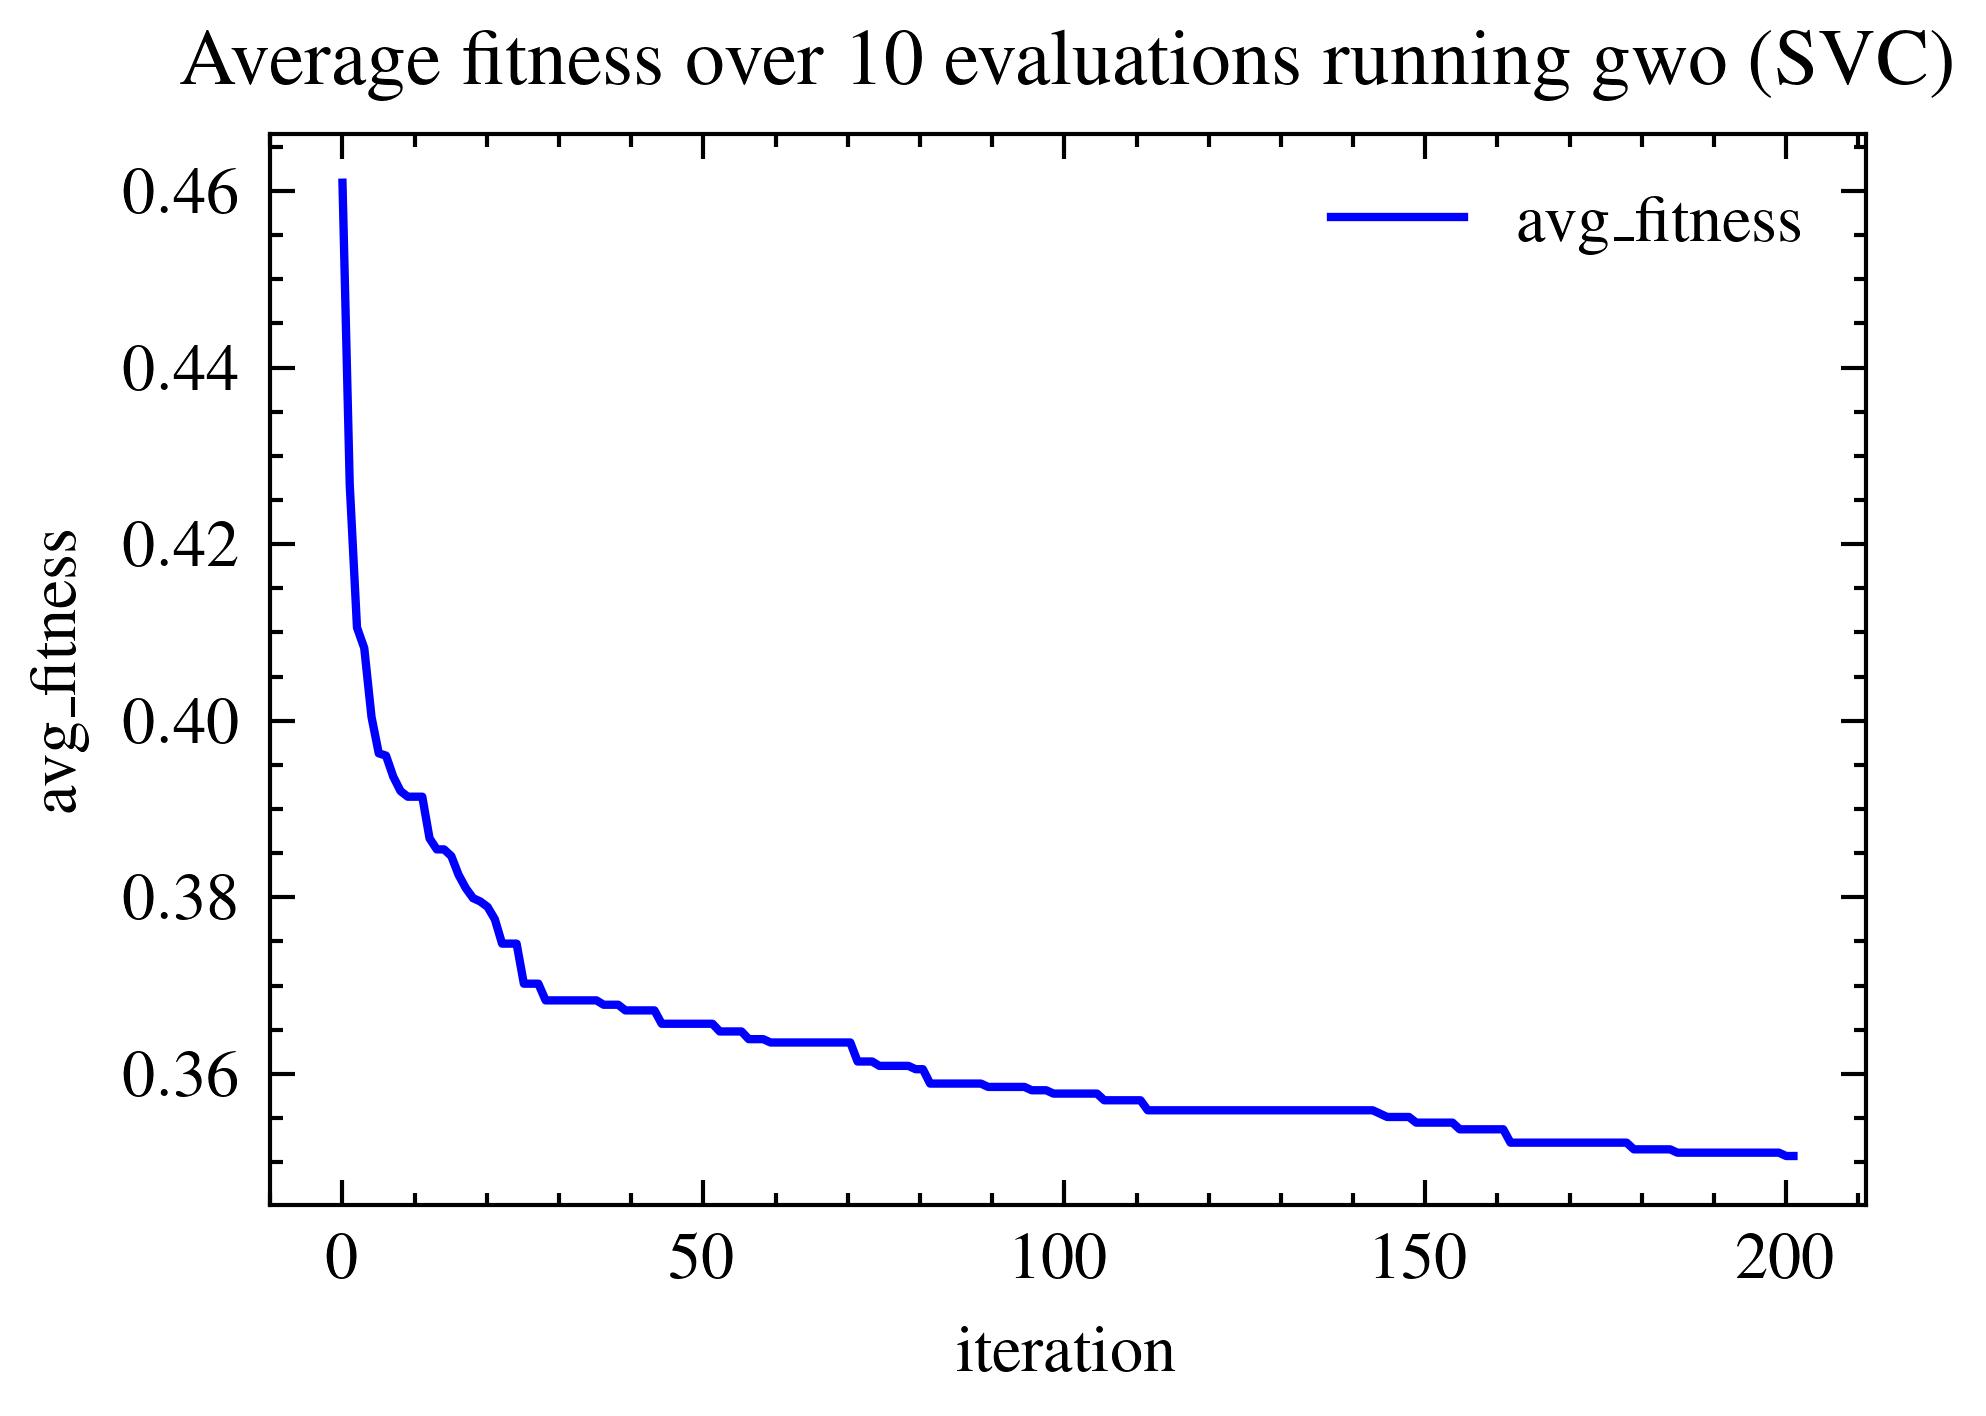 Average fitness over 10 evaluations running gwo (SVC)
avg_fitness
0.46
0.44
0.42
0.40
0.38
0.36
avg_fitness
0 50 100 150 200
iteration